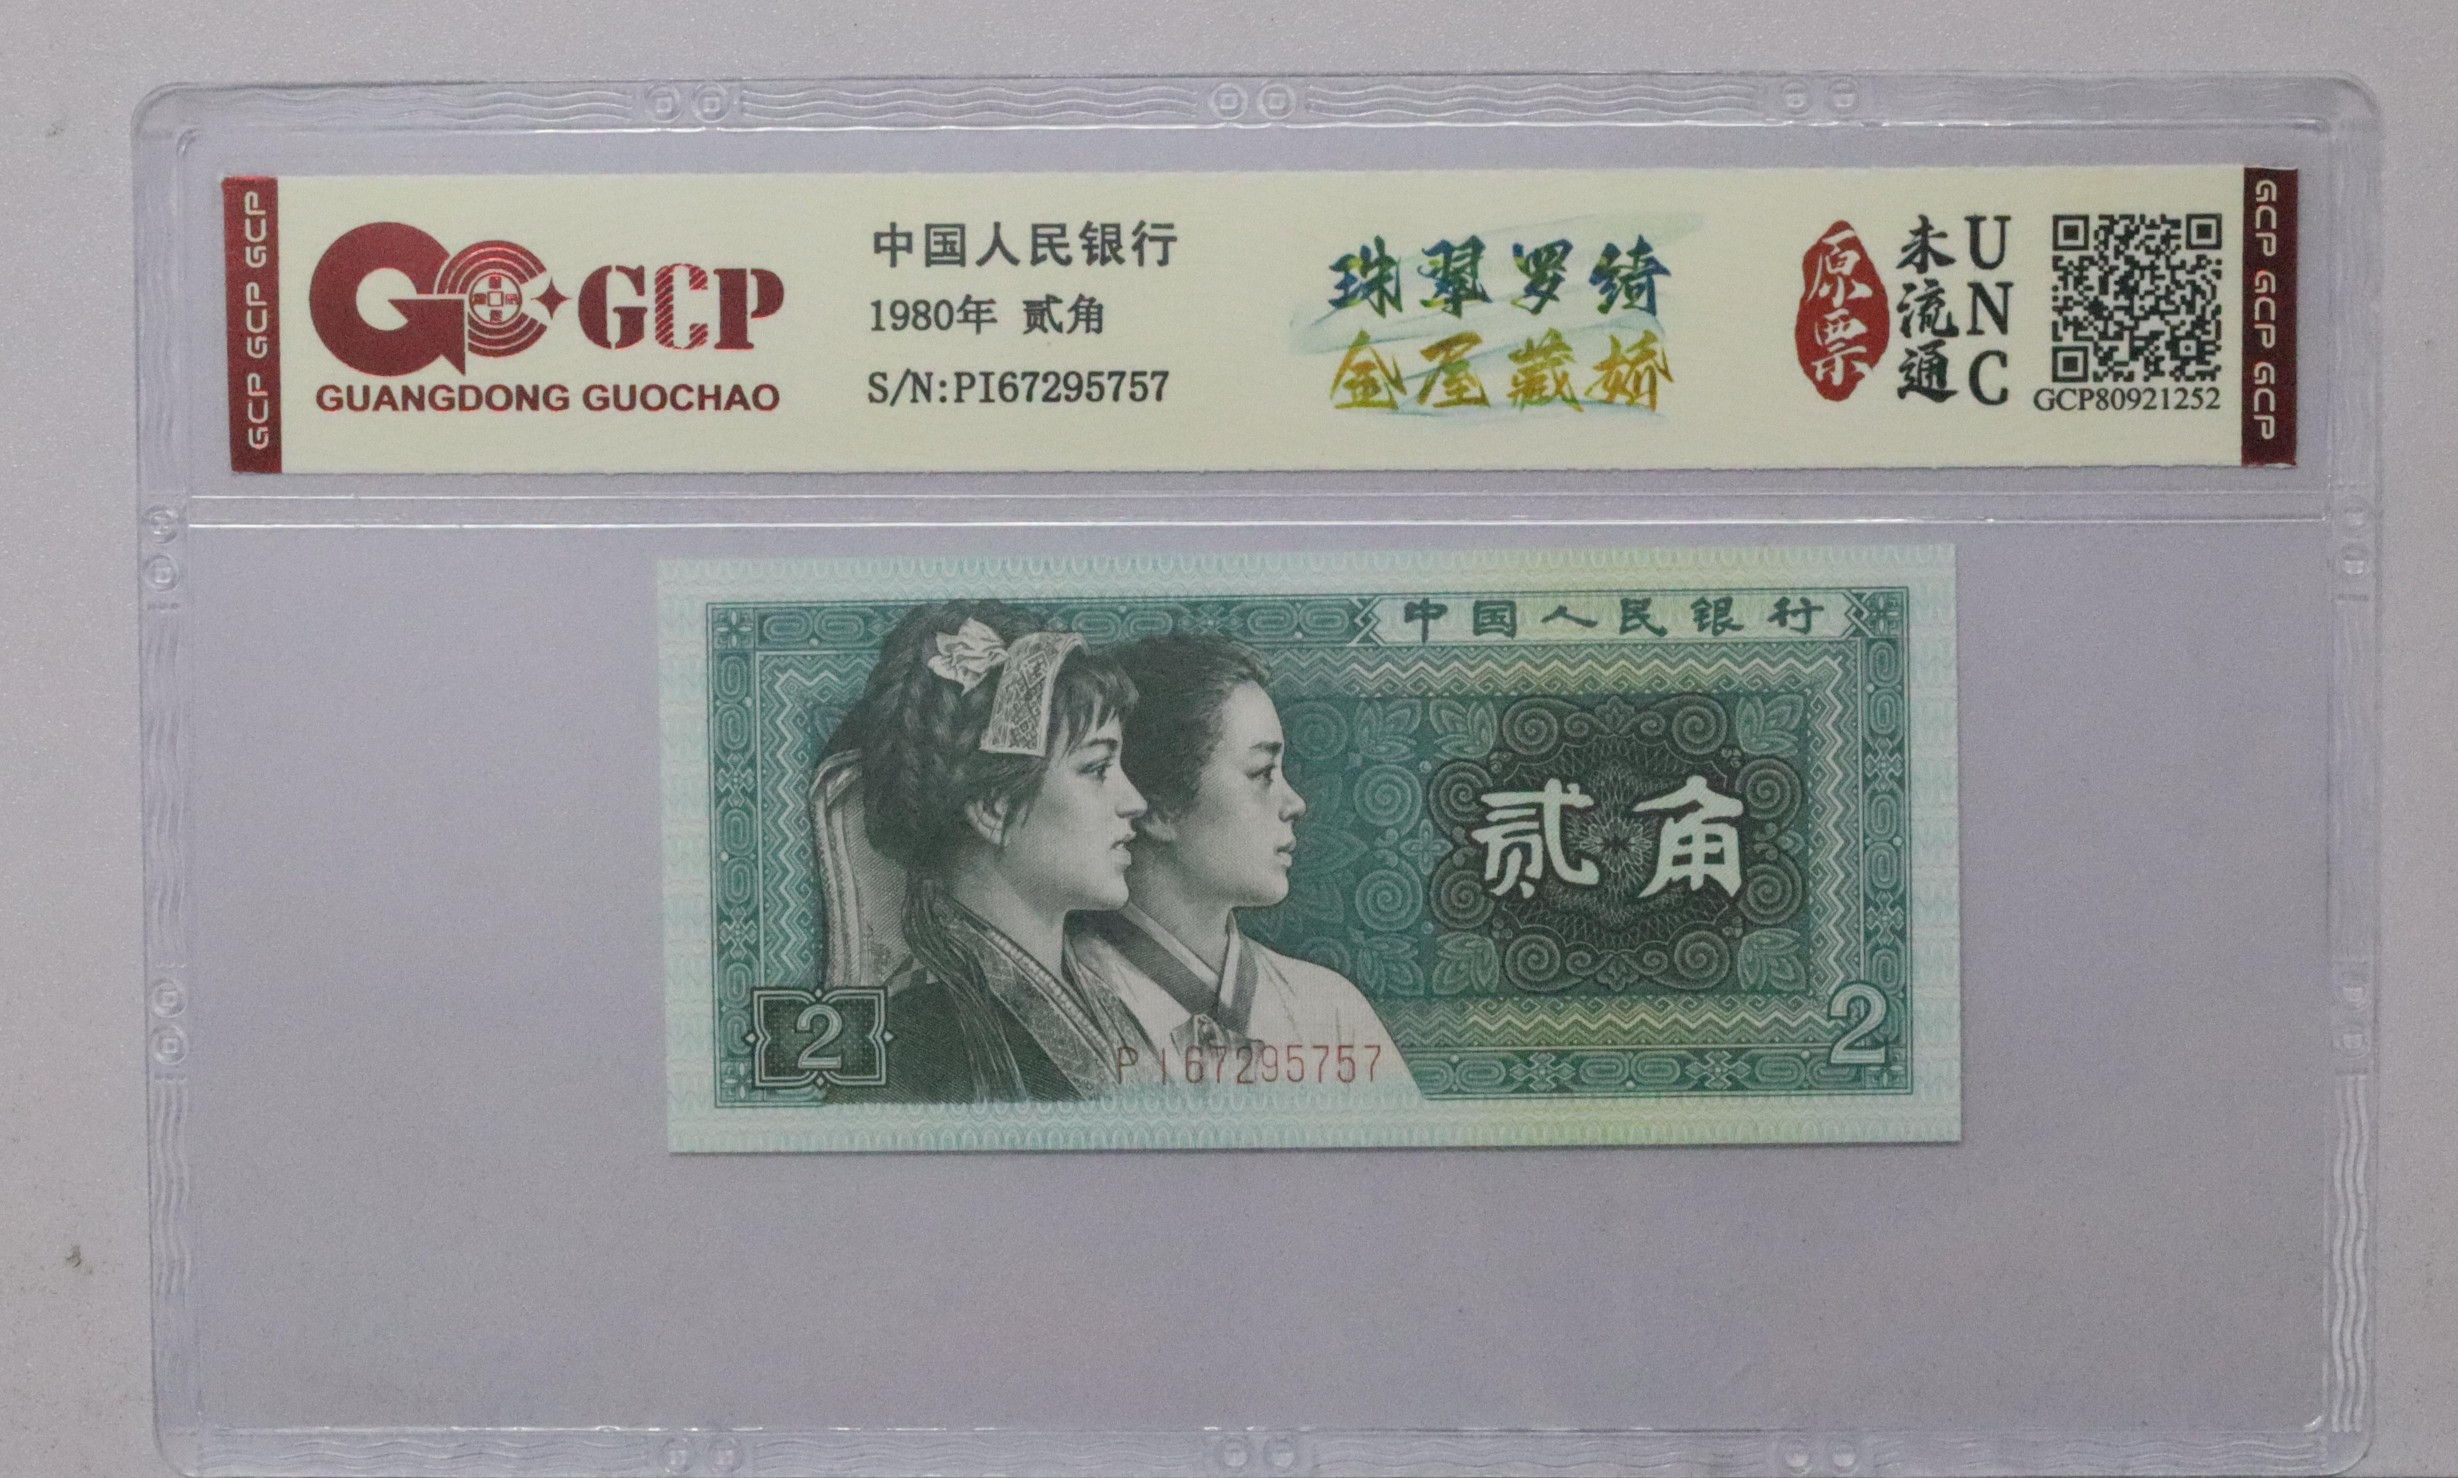 GCP GCP GCP
GCP
GUANGDONG GUOCHAO
中国人民银行
1980年 贰角
S/N:PI67295757
珠翠罗绮
金屋藏娇
原票
未流通
UNC
GCP80921252
GCP GCP GCP
中国人民银行
贰角
2
PI67295757
2